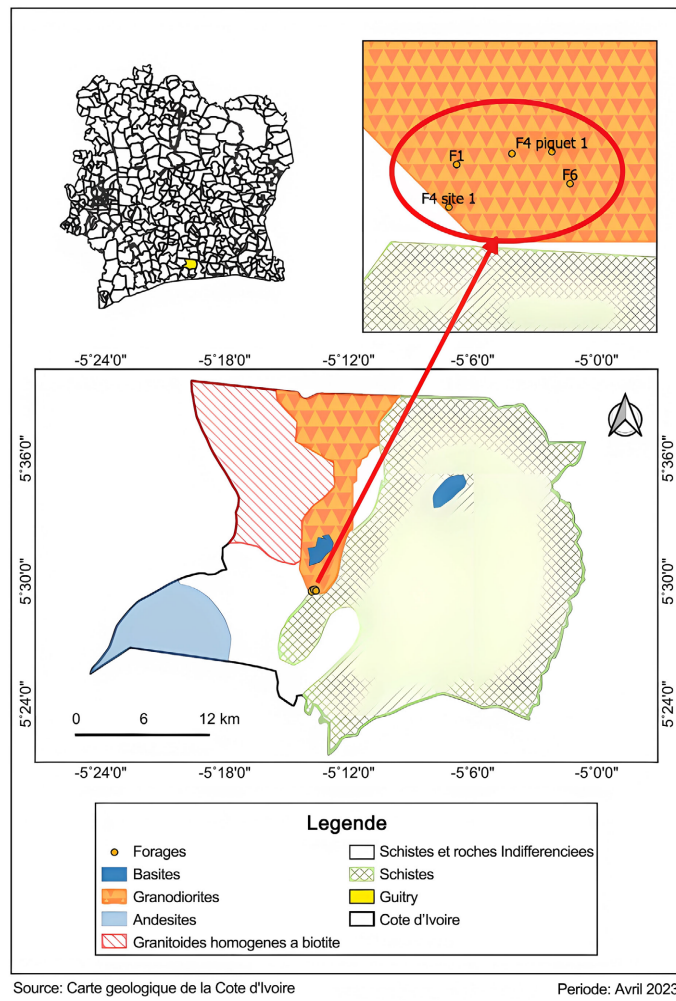 F1
F4 piquet 1
F6
F4 site 1
-5°24'0" -5°18'0" -5°12'0" -5°6'0" -5°0'0"
5°36'0" 5°36'0"
5°30'0" 5°30'0"
5°24'0" 5°24'0"
0 6 12 km
-5°24'0" -5°18'0" -5°12'0" -5°6'0" -5°0'0"
Legende
Forages
Basites
Granodiorites
Andesites
Granitoides homogenes a biotite
Schistes et roches Indifferenciees
Schistes
Guitry
Cote d'Ivoire
Source: Carte geologique de la Cote d'Ivoire
Periode: Avril 2023